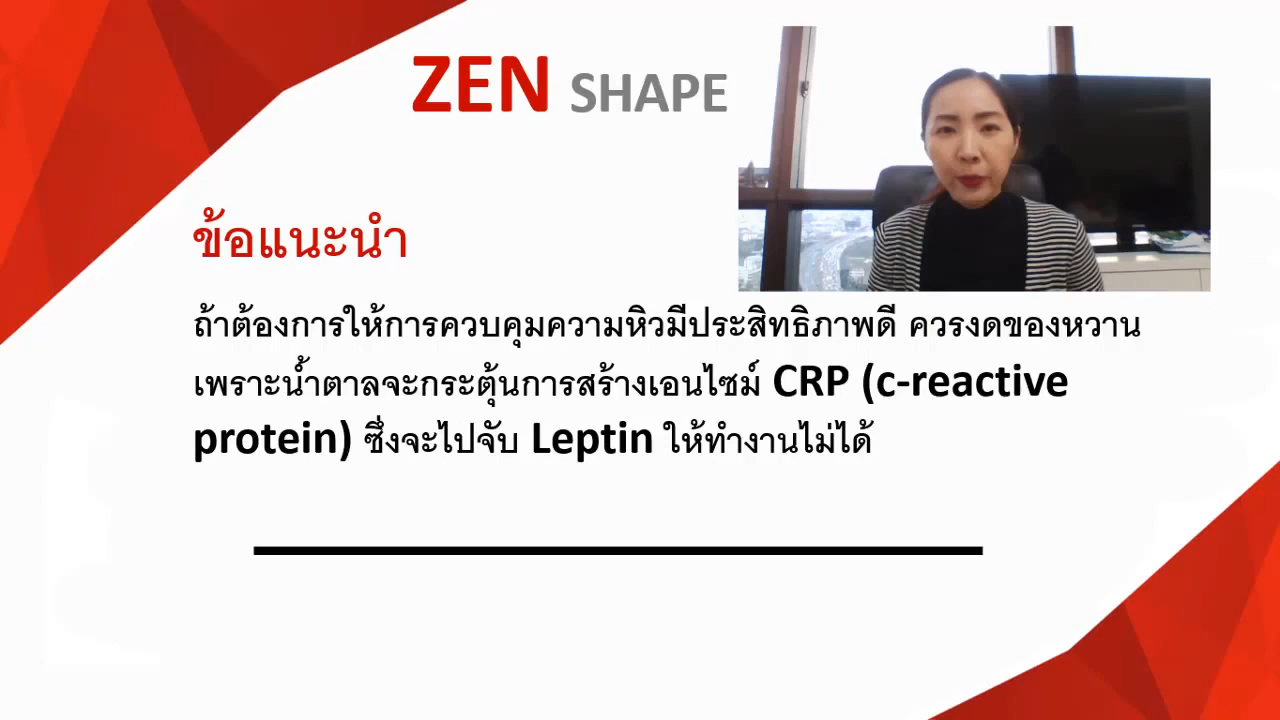 ZEN SHAPE
ข้อแนะนำ
ถ้าต้องการให้การควบคุมความหิวมีประสิทธิภาพดี ควรงดของหวาน
เพราะน้ำตาลจะกระตุ้นการสร้างเอนไซม์ CRP (c-reactive
protein) ซึ่งจะไปจับ Leptin ให้ทำงานไม่ได้